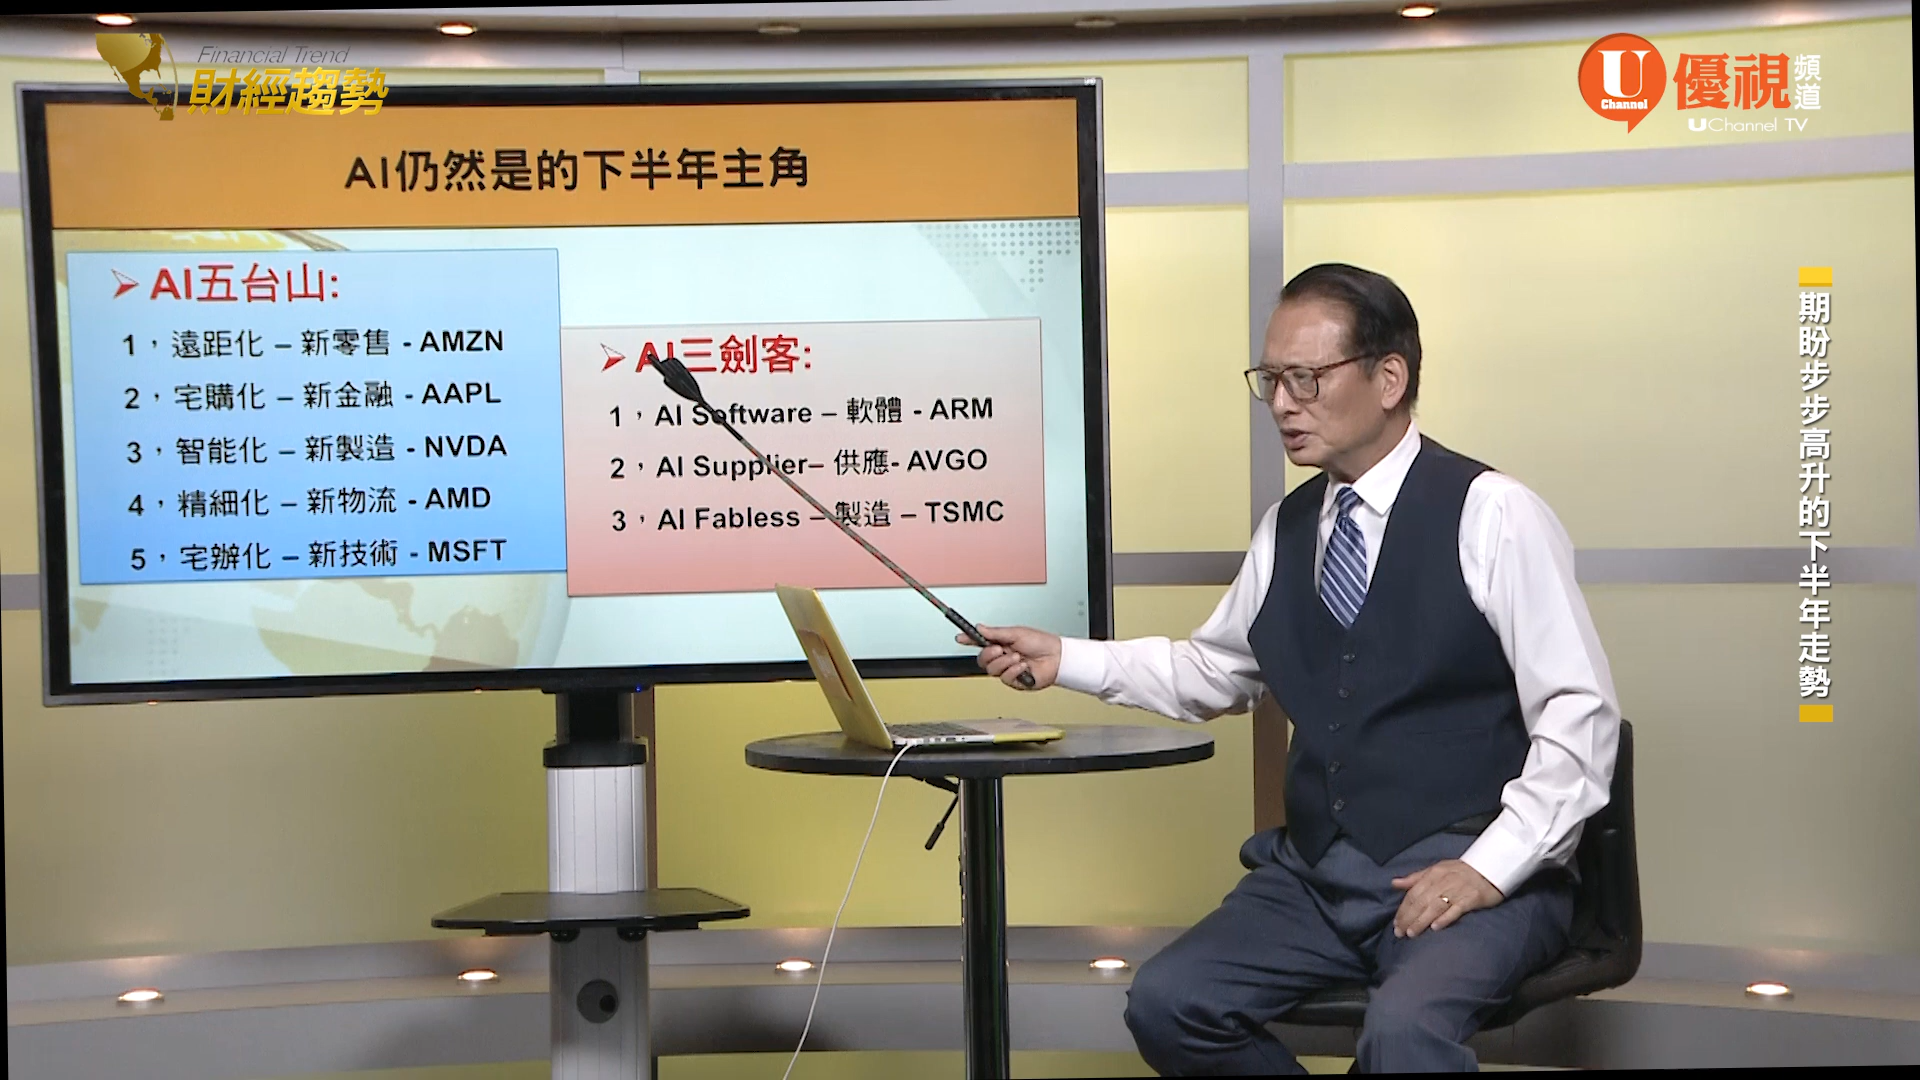 Financial Trend
財經趨勢
U
Channel
優視
頻道
UChannel TV
AI仍然是的下半年主角
AI五台山:
1，遠距化 – 新零售 - AMZN
2，宅購化 – 新金融 - AAPL
3，智能化 – 新製造 - NVDA
4，精細化 – 新物流 - AMD
5，宅辦化 – 新技術 - MSFT
AI三劍客:
1，AI Software – 軟體 - ARM
2，AI Supplier– 供應- AVGO
3，AI Fabless – 製造 – TSMC
期盼步步高升的下半年走勢